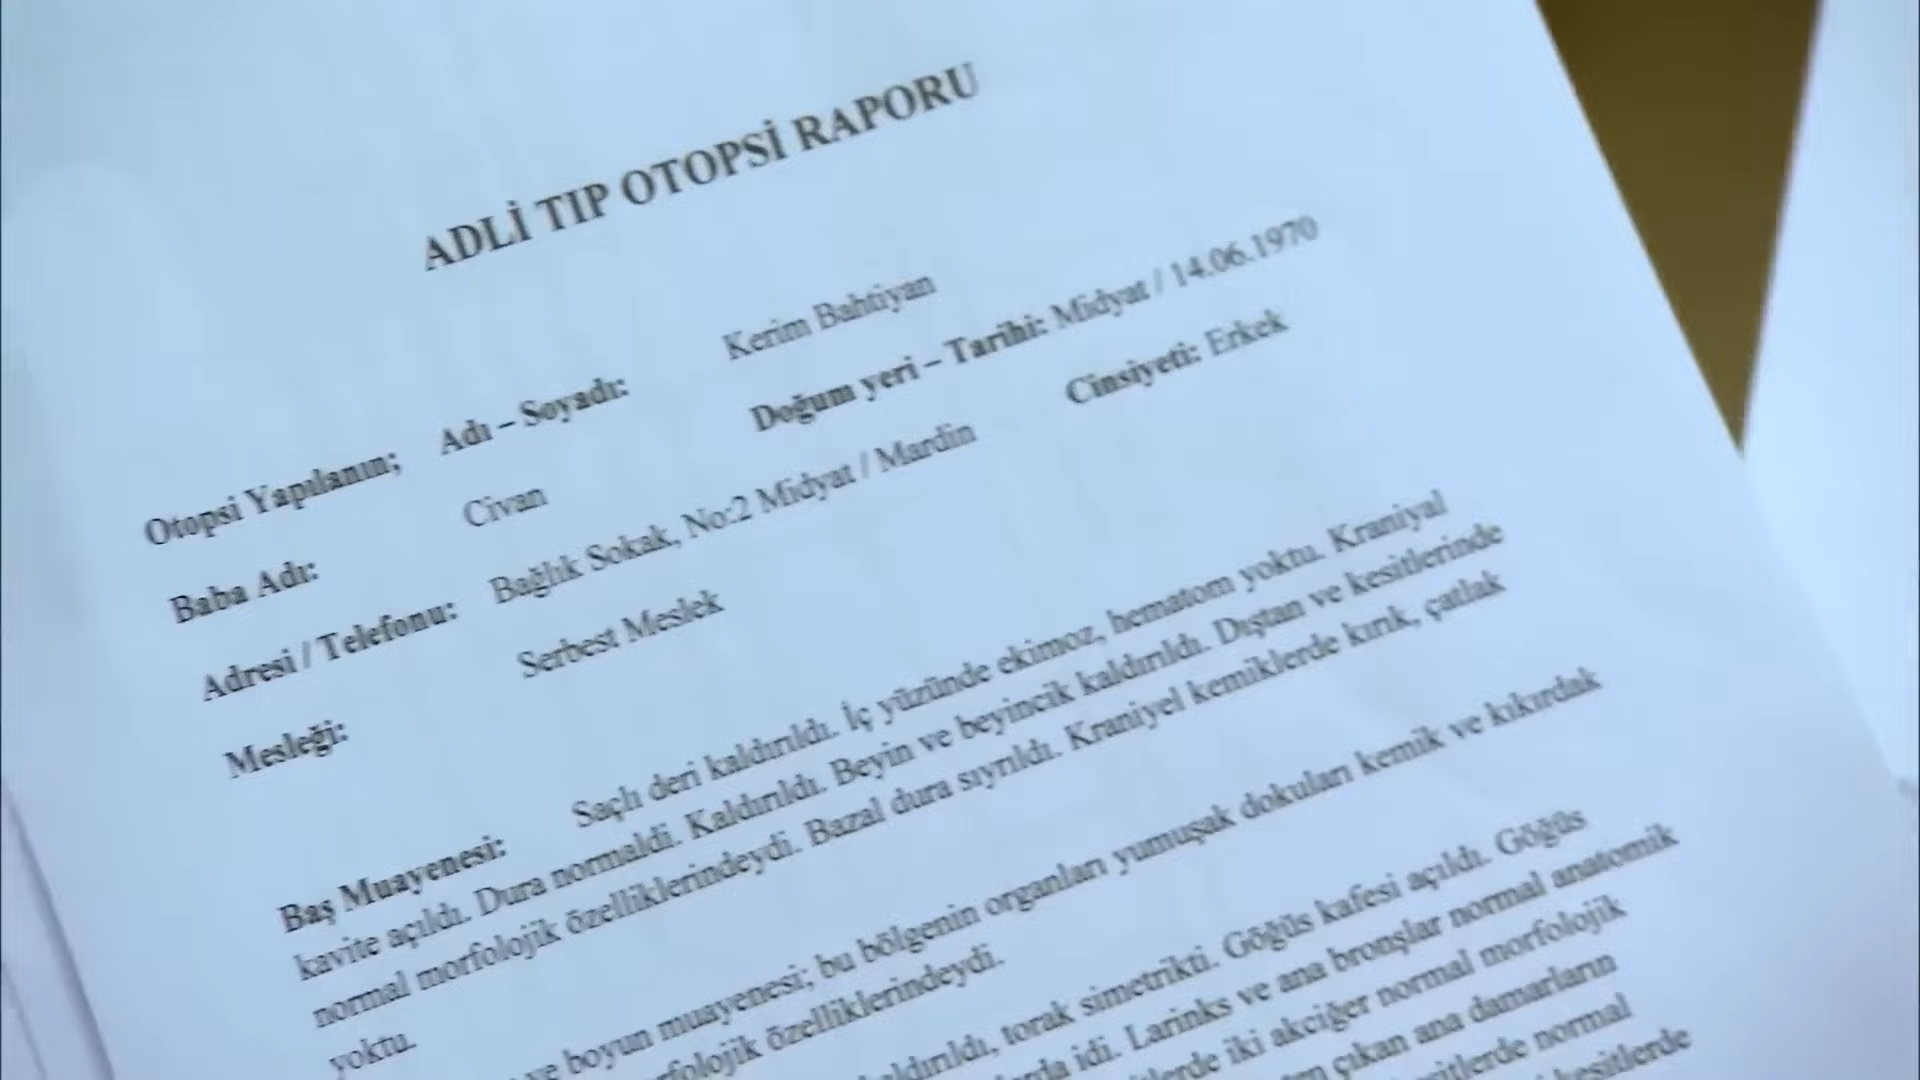 ADLİ TIP OTOPSİ RAPORU
Otopsi Yapılanın; Adı – Soyadı: Kerim Bahtiyan
Baba Adı: Civan Doğum yeri – Tarihi: Midyat / 14.06.1970
Adresi / Telefonu: Bağlık Sokak, No:2 Midyat / Mardin Cinsiyeti: Erkek
Mesleği: Serbest Meslek
Baş Muayenesi: Saçlı deri kaldırıldı. İç yüzünde ekimoz, hematom yoktu. Kraniyal
kavite açıldı. Dura normaldi. Kaldırıldı. Beyin ve beyincik kaldırıldı. Dıştan ve kesitlerinde
normal morfolojik özelliklerindeydi. Bazal dura sıyrıldı. Kraniyel kemiklerde kırık, çatlak
yoktu.
ve boyun muayenesi; bu bölgenin organları yumuşak dokuları kemik ve kıkırdak
özelliklerindeydi.
torak simetrikti. Göğüs kafesi açıldı. Göğüs
idi. Larinks ve ana bronşlar normal anatomik
iki akciğer normal morfolojik
çıkan ana damarların
normal
kesitlerde